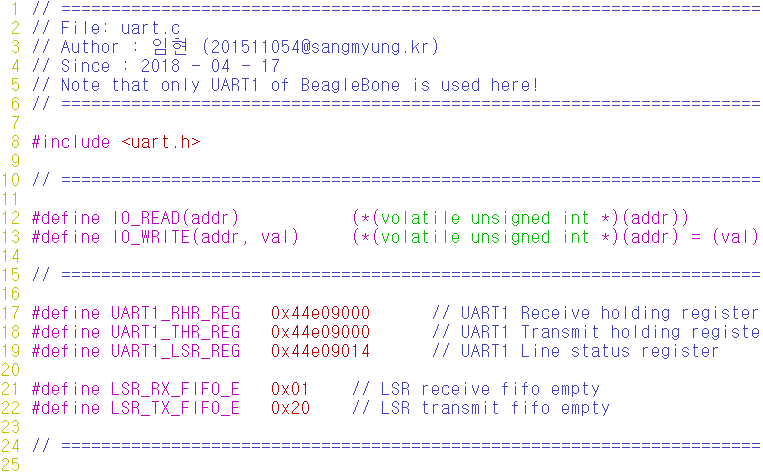 1 // ======================================================================
2 // File: uart.c
3 // Author : 임현 (201511054@sangmyung.kr)
4 // Since : 2018 - 04 - 17
5 // Note that only UART1 of BeagleBone is used here!
6 // ======================================================================
7
8 #include <uart.h>
9
10 // ======================================================================
11
12 #define IO_READ(addr) (*(volatile unsigned int *)(addr))
13 #define IO_WRITE(addr, val) (*(volatile unsigned int *)(addr) = (val)
14
15 // ======================================================================
16
17 #define UART1_RHR_REG 0x44e09000 // UART1 Receive holding register
18 #define UART1_THR_REG 0x44e09000 // UART1 Transmit holding registe
19 #define UART1_LSR_REG 0x44e09014 // UART1 Line status register
20
21 #define LSR_RX_FIFO_E 0x01 // LSR receive fifo empty
22 #define LSR_TX_FIFO_E 0x20 // LSR transmit fifo empty
23
24 // ======================================================================
25